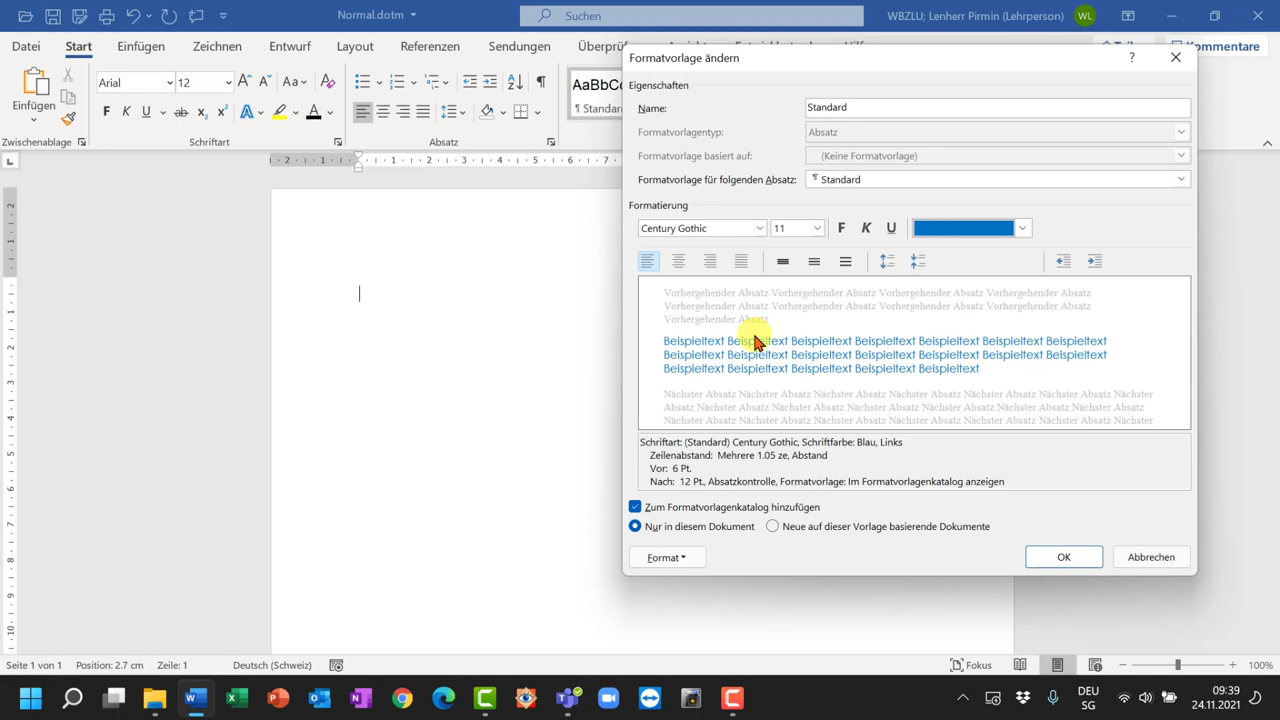 Normal.dotm
Suchen
WBZLU; Lenherr Pirmin (Lehrperson)
WL
Datei
Start
Einfügen
Zeichnen
Entwurf
Layout
Referenzen
Sendungen
Kommentare
Einfügen
Arial
12
AaBbCc
¶ Standard
Zwischenablage
Schriftart
Absatz
Formatvorlage ändern
Eigenschaften
Name:
Standard
Formatvorlagentyp:
Absatz
Formatvorlage basiert auf:
(Keine Formatvorlage)
Formatvorlage für folgenden Absatz:
¶ Standard
Formatierung
Century Gothic
11
F K U
Vorhergehender Absatz Vorhergehender Absatz Vorhergehender Absatz Vorhergehender Absatz
Vorhergehender Absatz Vorhergehender Absatz Vorhergehender Absatz Vorhergehender Absatz
Vorhergehender Absatz
Beispieltext Beispieltext Beispieltext Beispieltext Beispieltext Beispieltext Beispieltext
Beispieltext Beispieltext Beispieltext Beispieltext Beispieltext Beispieltext Beispieltext
Beispieltext Beispieltext Beispieltext Beispieltext Beispieltext
Nächster Absatz Nächster Absatz Nächster Absatz Nächster Absatz Nächster Absatz Nächster
Absatz Nächster Absatz Nächster Absatz Nächster Absatz Nächster Absatz Nächster Absatz
Nächster Absatz Nächster Absatz Nächster Absatz Nächster Absatz Nächster Absatz Nächster
Schriftart: (Standard) Century Gothic, Schriftfarbe: Blau, Links
Zeilenabstand: Mehrere 1.05 ze, Abstand
Vor: 6 Pt.
Nach: 12 Pt., Absatzkontrolle, Formatvorlage: Im Formatvorlagenkatalog anzeigen
Zum Formatvorlagenkatalog hinzufügen
Nur in diesem Dokument
Neue auf dieser Vorlage basierende Dokumente
Format
OK
Abbrechen
Seite 1 von 1
Position: 2.7 cm
Zeile: 1
Deutsch (Schweiz)
Fokus
100%
DEU
SG
09:39
24.11.2021